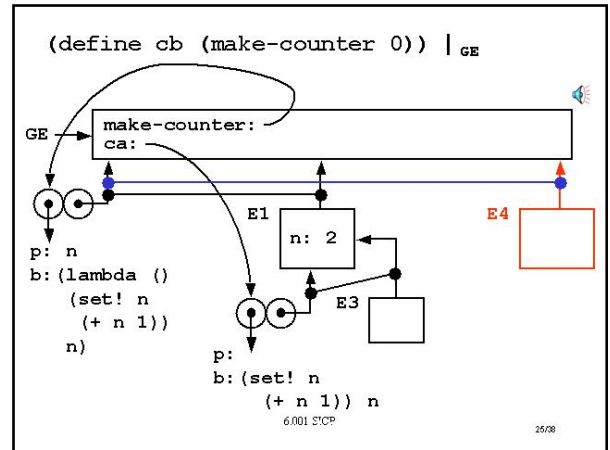 (define cb (make-counter 0)) | GE
GE
make-counter:
ca:
E1
E4
n: 2
p: n
b:(lambda ()
(set! n
(+ n 1))
n)
E3
p:
b:(set! n
(+ n 1)) n
6.001 SICP
25/38